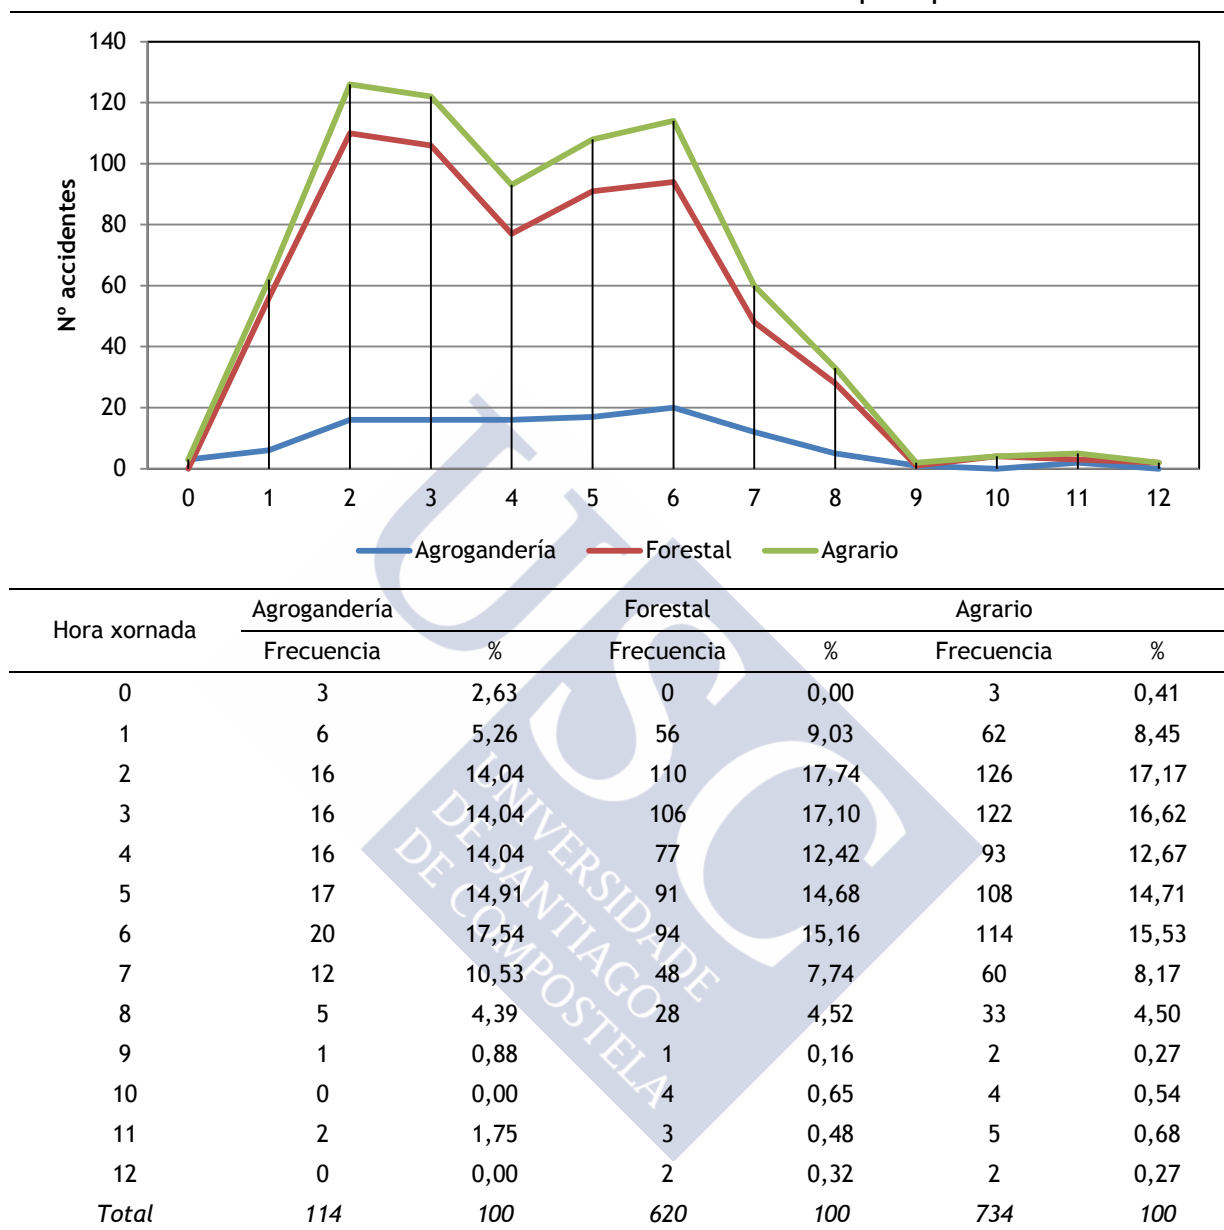 140
120
100
80
60
40
20
0
Nº accidentes
0 1 2 3 4 5 6 7 8 9 10 11 12
Agrogandería Forestal Agrario
Hora xornada Agrogandería Forestal Agrario
Frecuencia % Frecuencia % Frecuencia %
0 3 2,63 0 0,00 3 0,41
1 6 5,26 56 9,03 62 8,45
2 16 14,04 110 17,74 126 17,17
3 16 14,04 106 17,10 122 16,62
4 16 14,04 77 12,42 93 12,67
5 17 14,91 91 14,68 108 14,71
6 20 17,54 94 15,16 114 15,53
7 12 10,53 48 7,74 60 8,17
8 5 4,39 28 4,52 33 4,50
9 1 0,88 1 0,16 2 0,27
10 0 0,00 4 0,65 4 0,54
11 2 1,75 3 0,48 5 0,68
12 0 0,00 2 0,32 2 0,27
Total 114 100 620 100 734 100
USC
UNIVERSIDADE
DE SANTIAGO
DE COMPOSTELA